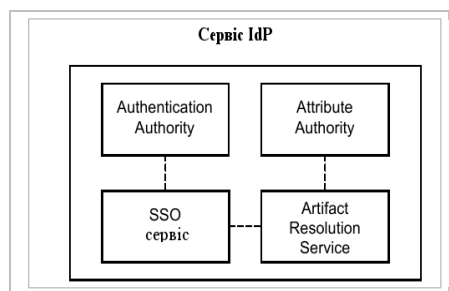 Сервіс IdP
Authentication
Authority
Attribute
Authority
SSO
сервіс
Artifact
Resolution
Service